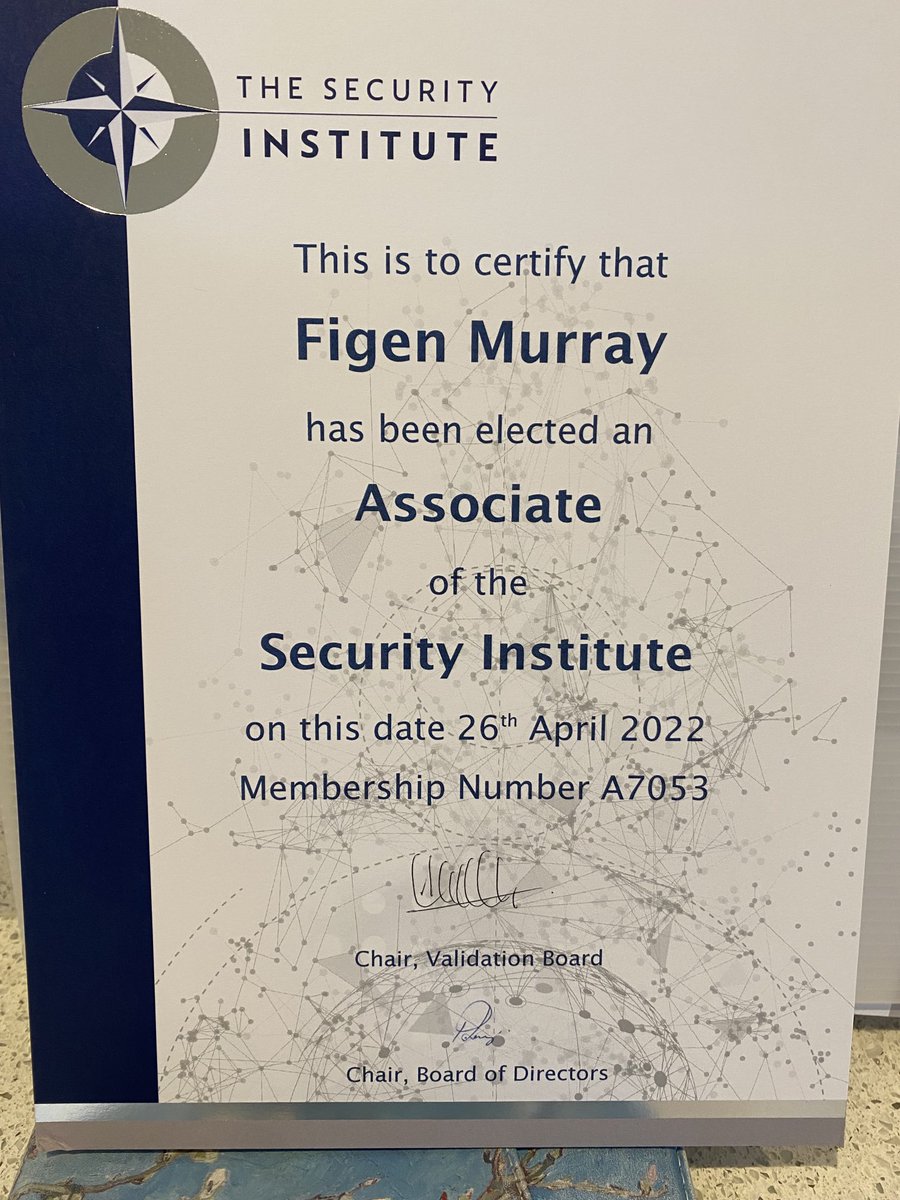 THE SECURITY
INSTITUTE
This is to certify that
Figen Murray
has been elected an
Associate
of the
Security Institute
on this date 26th April 2022
Membership Number A7053
Chair, Validation Board
Chair, Board of Directors